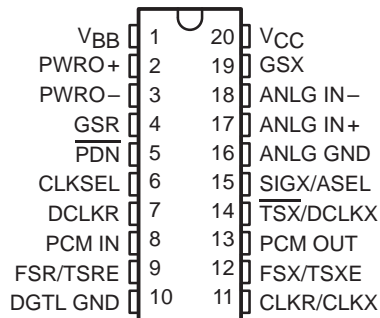 VBB 1 20 VCC
PWRO+ 2 19 GSX
PWRO− 3 18 ANLG IN−
GSR 4 17 ANLG IN+
PDN 5 16 ANLG GND
CLKSEL 6 15 SIGX/ASEL
DCLKR 7 14 TSX/DCLKX
PCM IN 8 13 PCM OUT
FSR/TSRE 9 12 FSX/TSXE
DGTL GND 10 11 CLKR/CLKX